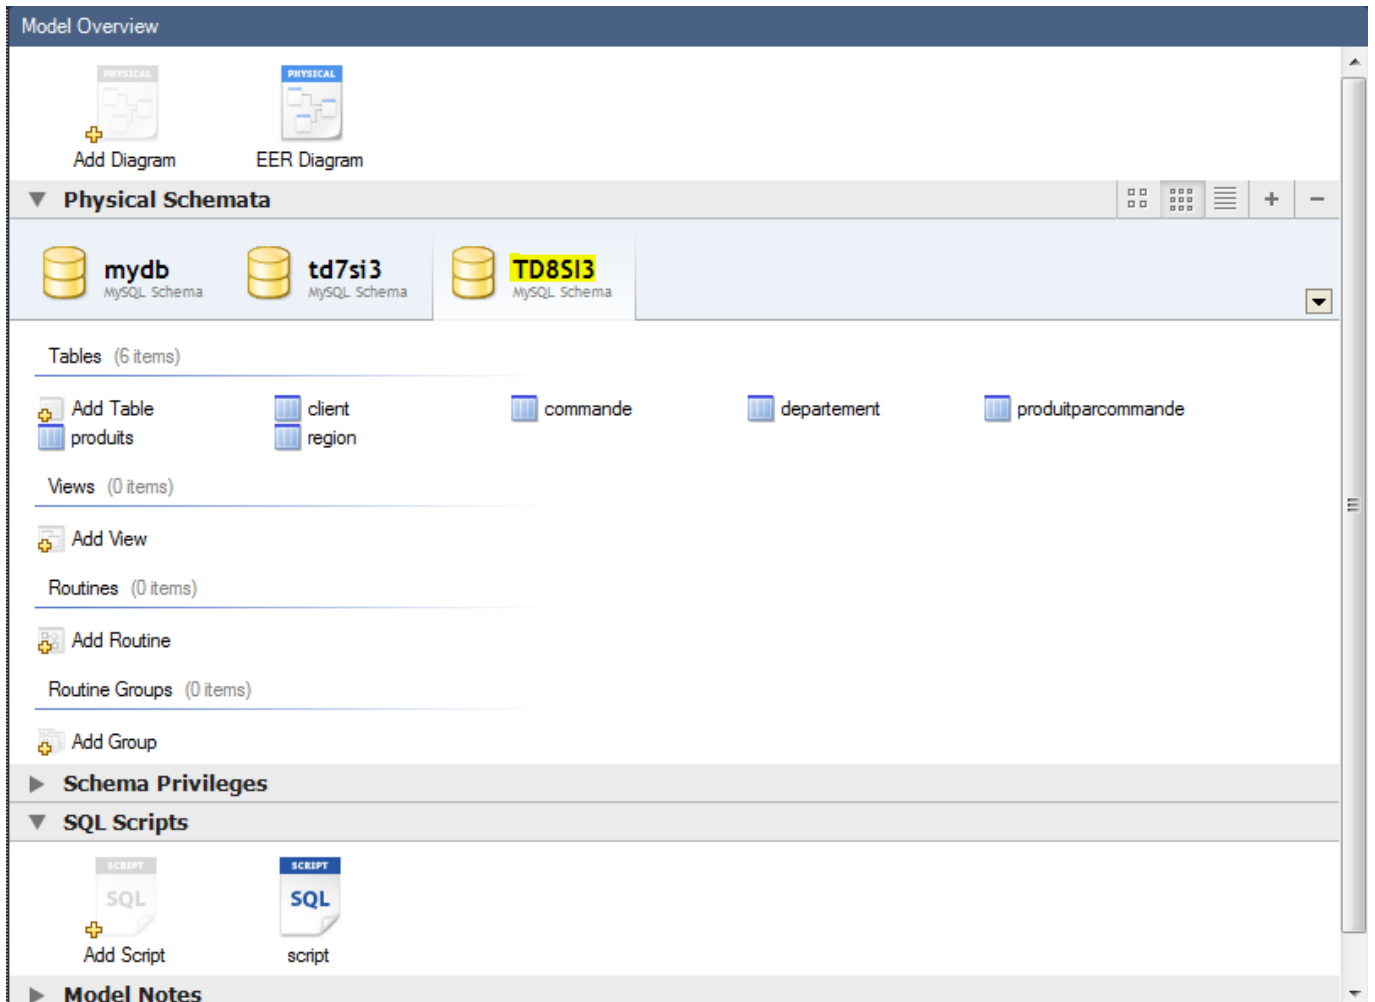 Model Overview
PHYSICAL PHYSICAL
Add Diagram EER Diagram
Physical Schemata
mydb td7si3 TD8SI3
MySQL Schema MySQL Schema MySQL Schema
Tables (6 items)
Add Table client commande departement produitparcommande
produits region
Views (0 items)
Add View
Routines (0 items)
Add Routine
Routine Groups (0 items)
Add Group
Schema Privileges
SQL Scripts
SCRIPT SCRIPT
SQL SQL
Add Script script
Model Notes